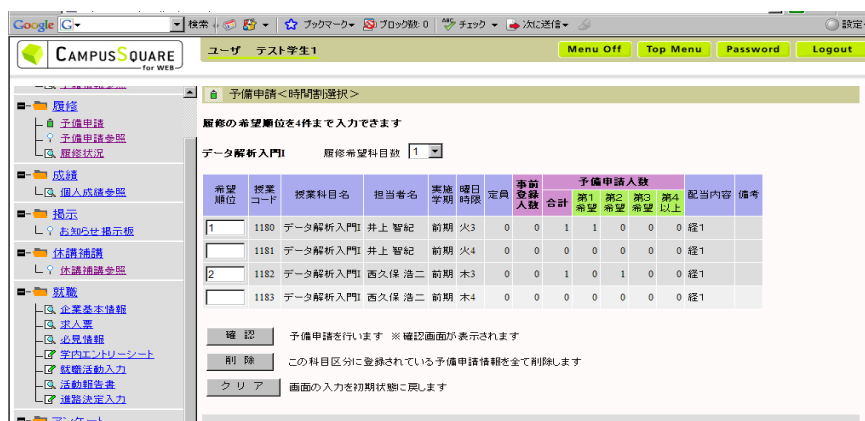 Google G 検索 ブックマーク ブロック数: 0 チェック 次に送信 設定
CAMPUSSQUARE for WEB
ユーザ テスト学生1 Menu Off Top Menu Password Logout
予備申請＜時間割選択＞
履修
予備申請
予備申請参照
履修状況
成績
個人成績参照
掲示
お知らせ掲示板
休講補講
休講補講参照
就職
企業基本情報
求人票
必見情報
学内エントリーシート
就職活動入力
活動報告書
進路決定入力
アンケート
履修の希望順位を4件まで入力できます
データ解析入門I 履修希望科目数 1
希望順位 授業コード 授業科目名 担当者名 実施学期 曜日時限 定員 事前登録人数 予備申請人数 配当内容 備考
合計 第1希望 第2希望 第3希望 第4以上
1 1180 データ解析入門I 井上 智紀 前期 火3 0 0 1 1 0 0 0 経1
1181 データ解析入門I 井上 智紀 前期 火4 0 0 0 0 0 0 0 経1
2 1182 データ解析入門I 西久保 浩二 前期 木3 0 0 1 0 1 0 0 経1
1183 データ解析入門I 西久保 浩二 前期 木4 0 0 0 0 0 0 0 経1
確 認 予備申請を行います ※確認画面が表示されます
削 除 この科目区分に登録されている予備申請情報を全て削除します
ク リ ア 画面の入力を初期状態に戻します